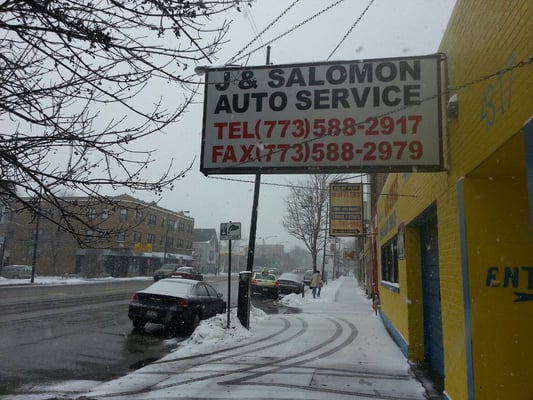 J & SALOMON
AUTO SERVICE
TEL(773)588-2917
FAX(773)588-2979
ENT